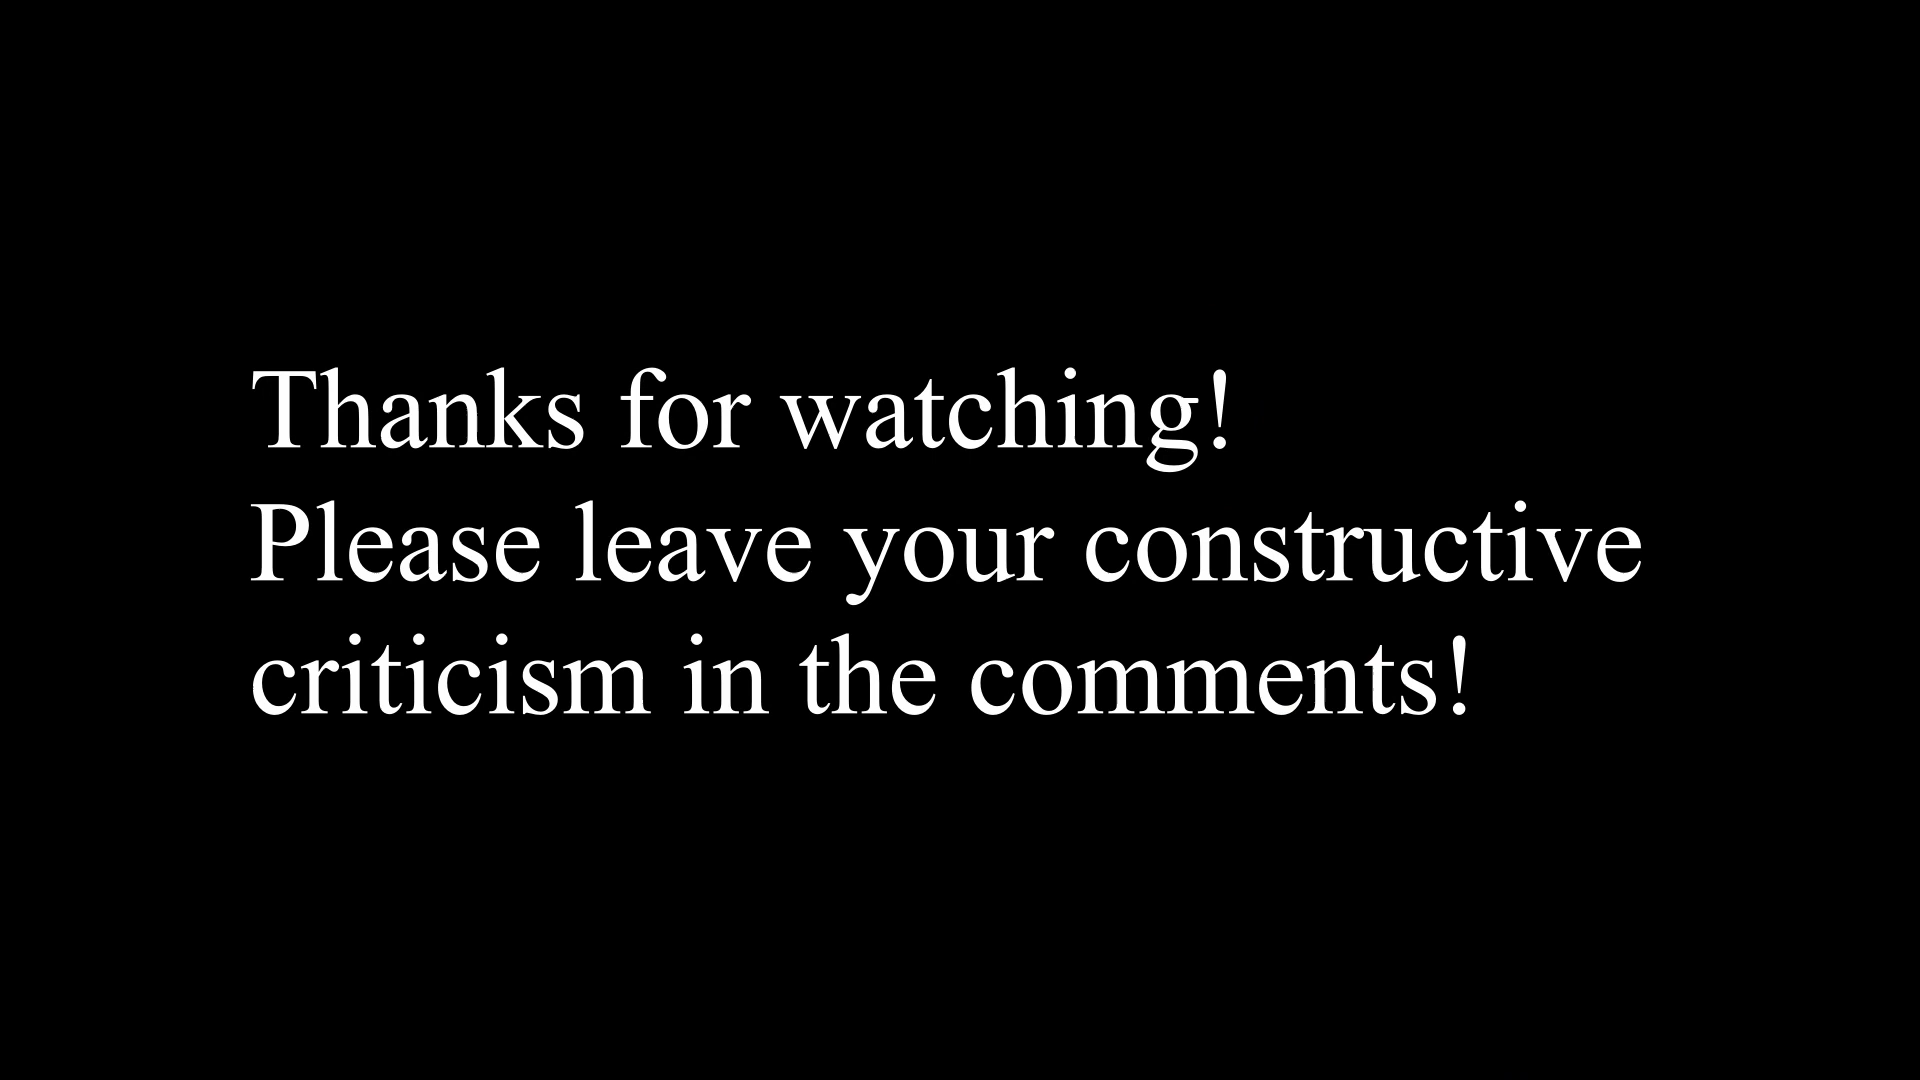 Thanks for watching!
Please leave your constructive
criticism in the comments!